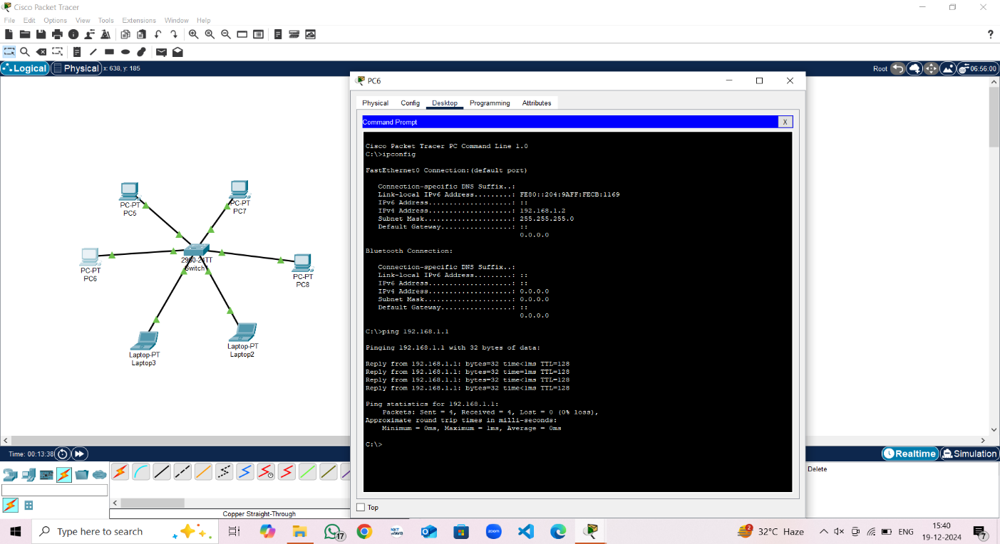 Cisco Packet Tracer
File Edit Options View Tools Extensions Window Help
?
Logical Physical x: 638, y: 185
Root 06:56:00
PC6
Physical Config Desktop Programming Attributes
Command Prompt
X
Cisco Packet Tracer PC Command Line 1.0
C:\>ipconfig
FastEthernet0 Connection:(default port)
Connection-specific DNS Suffix..:
Link-local IPv6 Address.........: FE80::204:9AFF:FECB:1169
IPv6 Address....................: ::
IPv4 Address....................: 192.168.1.2
Subnet Mask.....................: 255.255.255.0
Default Gateway.................: ::
0.0.0.0
Bluetooth Connection:
Connection-specific DNS Suffix..:
Link-local IPv6 Address.........: ::
IPv6 Address....................: ::
IPv4 Address....................: 0.0.0.0
Subnet Mask.....................: 0.0.0.0
Default Gateway.................: ::
0.0.0.0
C:\>ping 192.168.1.1
Pinging 192.168.1.1 with 32 bytes of data:
Reply from 192.168.1.1: bytes=32 time<1ms TTL=128
Reply from 192.168.1.1: bytes=32 time=1ms TTL=128
Reply from 192.168.1.1: bytes=32 time<1ms TTL=128
Reply from 192.168.1.1: bytes=32 time<1ms TTL=128
Ping statistics for 192.168.1.1:
Packets: Sent = 4, Received = 4, Lost = 0 (0% loss),
Approximate round trip times in milli-seconds:
Minimum = 0ms, Maximum = 1ms, Average = 0ms
C:\>
Top
PC-PT
PC5
PC-PT
PC7
2960-24TT
Switch1
PC-PT
PC6
PC-PT
PC8
Laptop-PT
Laptop3
Laptop-PT
Laptop2
Time: 00:13:38
Realtime Simulation
Delete
Copper Straight-Through
Type here to search
17
NXT
WAVE
zoom
2
32°C Haze
ENG
15:40
19-12-2024
7